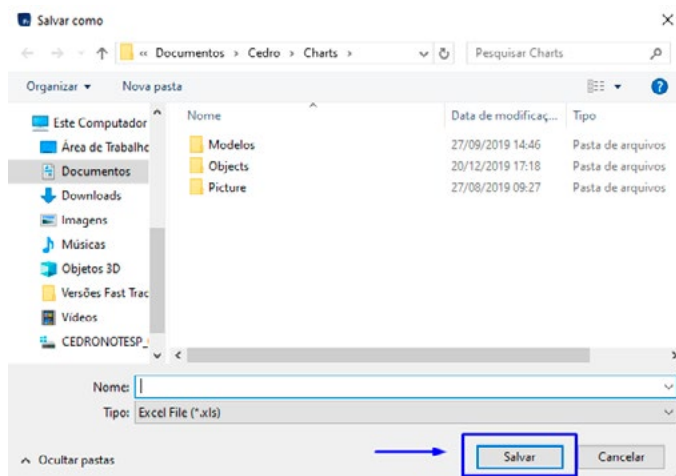 Salvar como
« Documentos > Cedro > Charts >
Pesquisar Charts
Organizar
Nova pasta
Este Computador
Área de Trabalho
Documentos
Downloads
Imagens
Músicas
Objetos 3D
Versões Fast Trac
Vídeos
CEDRONOTESP_
Nome Data de modificaç... Tipo
Modelos 27/09/2019 14:46 Pasta de arquivos
Objects 20/12/2019 17:18 Pasta de arquivos
Picture 27/08/2019 09:27 Pasta de arquivos
Nome:
Tipo: Excel File (*.xls)
Ocultar pastas
Salvar
Cancelar